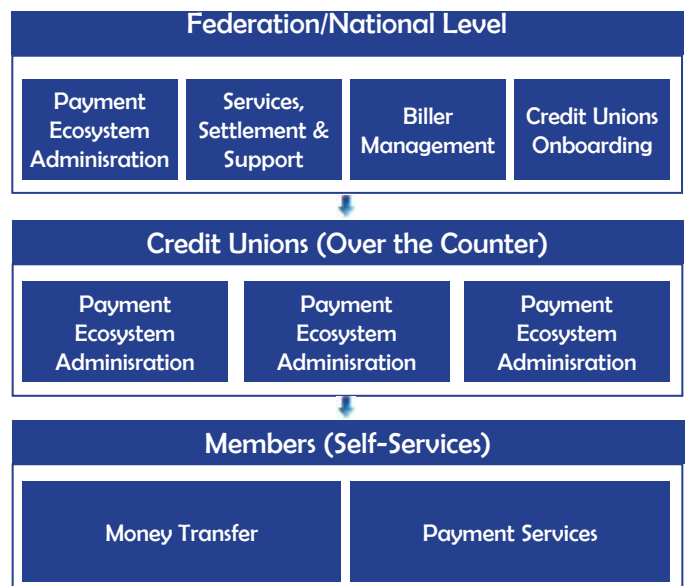 Federation/National Level
Payment
Ecosystem
Adminisration
Services,
Settlement &
Support
Biller
Management
Credit Unions
Onboarding
Credit Unions (Over the Counter)
Payment
Ecosystem
Adminisration
Payment
Ecosystem
Adminisration
Payment
Ecosystem
Adminisration
Members (Self-Services)
Money Transfer
Payment Services